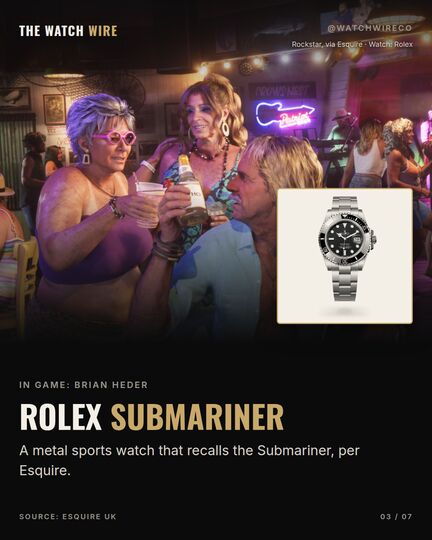 THE WATCH WIRE
@WATCHWIRECO
Rockstar, via Esquire · Watch: Rolex
IN GAME: BRIAN HEDER
ROLEX SUBMARINER
A metal sports watch that recalls the Submariner, per
Esquire.
SOURCE: ESQUIRE UK
03 / 07